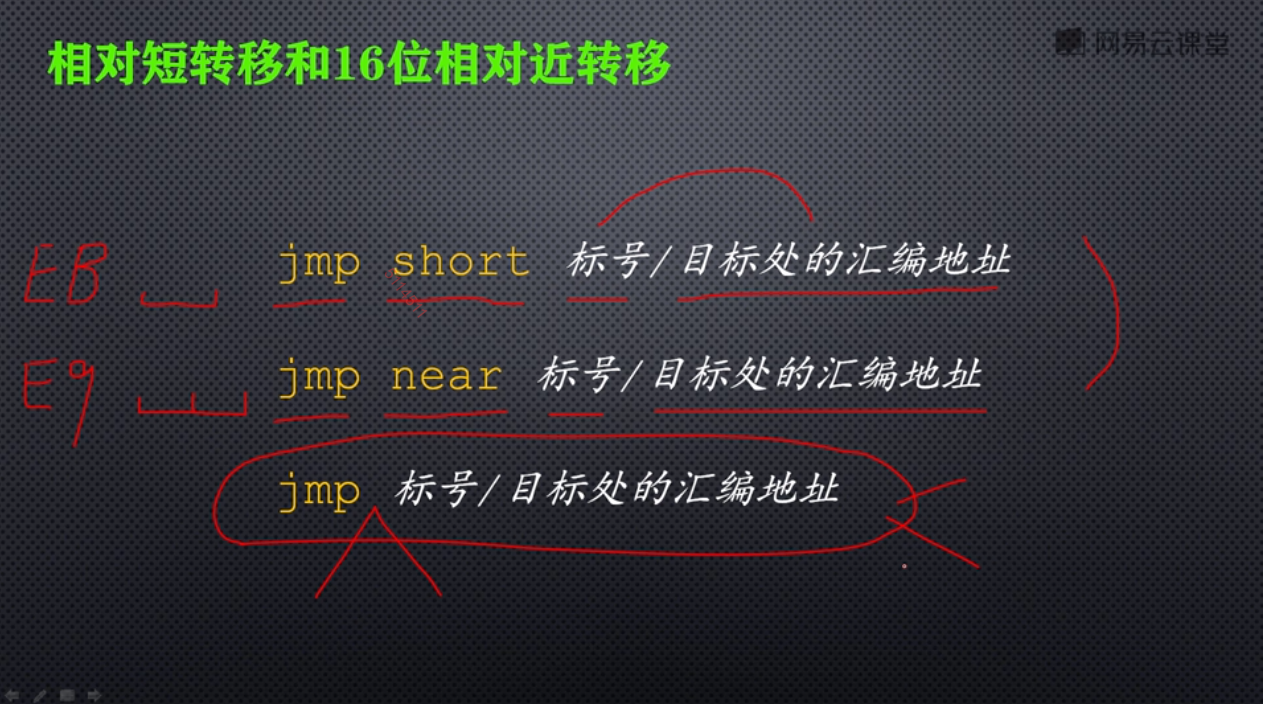 网易云课堂
相对短转移和16位相对近转移
EB jmp short 标号/目标处的汇编地址
E9 jmp near 标号/目标处的汇编地址
jmp 标号/目标处的汇编地址